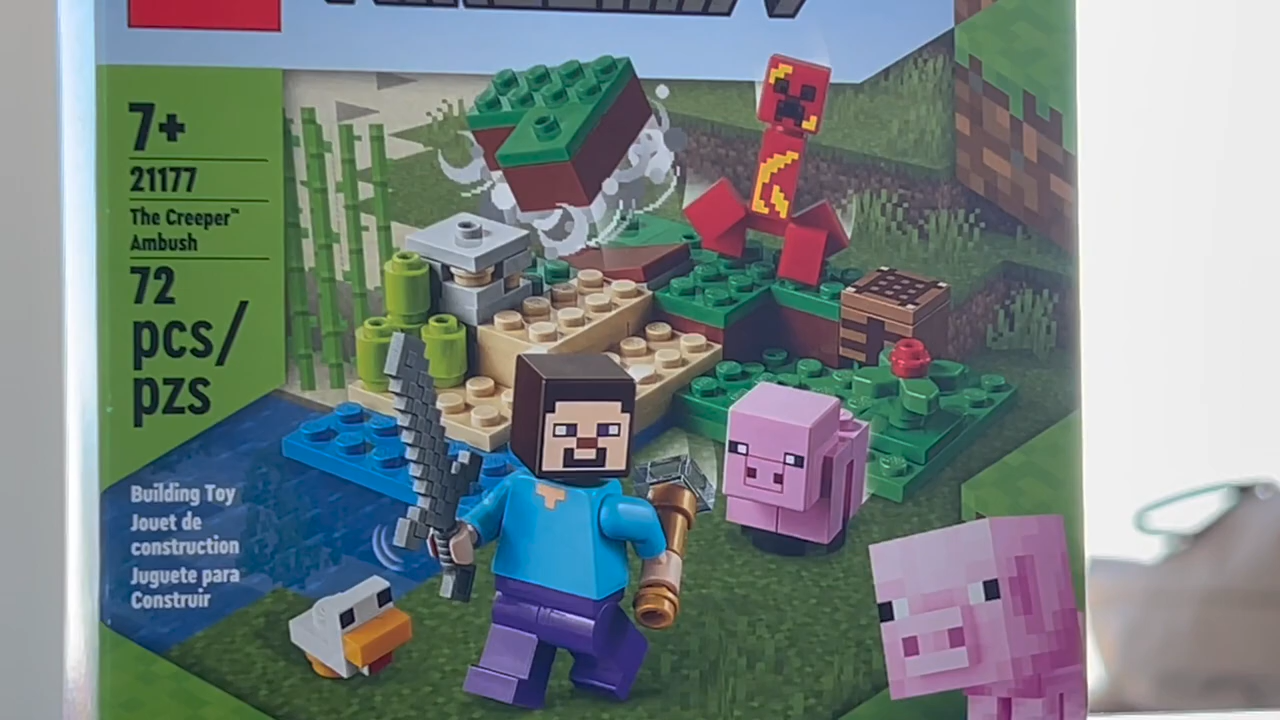 7+
21177
The Creeper™
Ambush
72
pcs/
pzs
Building Toy
Jouet de
construction
Juguete para
Construir